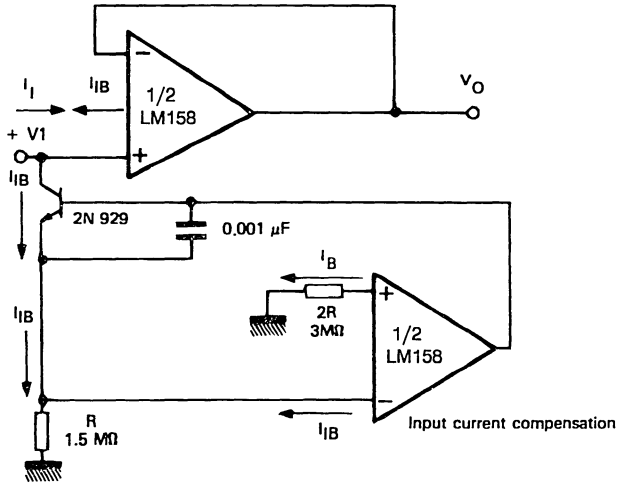 −
I_I
I_IB
1/2
LM158
V_O
+ V1
+
I_IB
2N 929
0.001 µF
I_B
+
2R
3MΩ
1/2
LM158
I_IB
−
R
1.5 MΩ
I_IB
Input current compensation